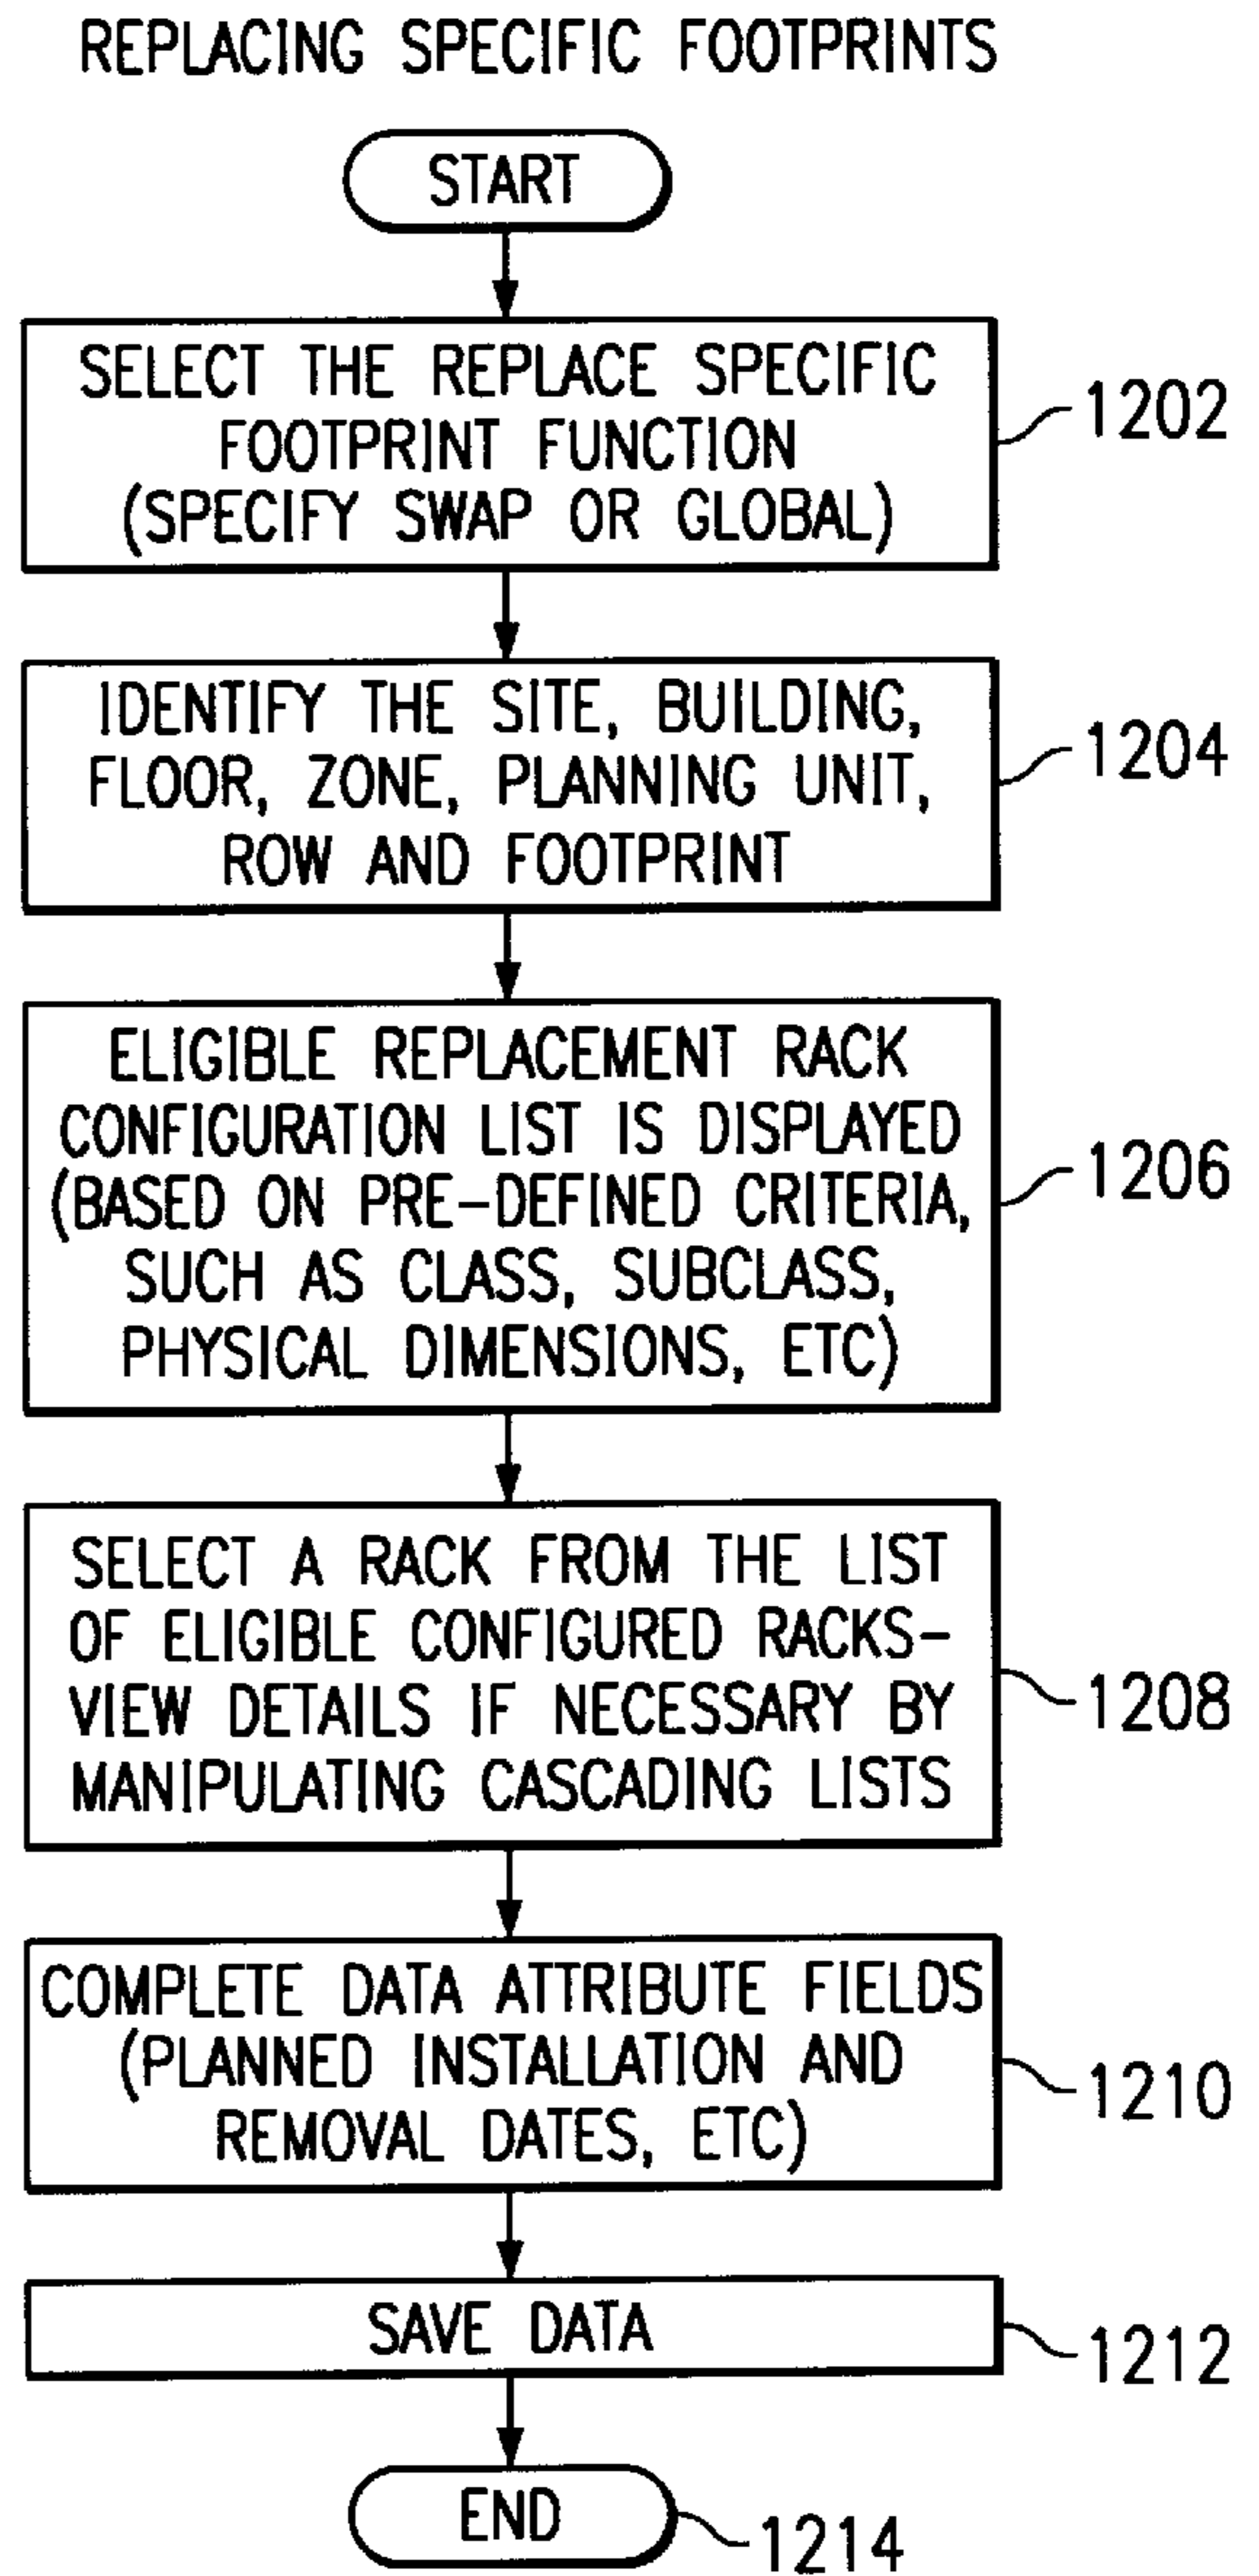 REPLACING SPECIFIC FOOTPRINTS
START
SELECT THE REPLACE SPECIFIC
FOOTPRINT FUNCTION
(SPECIFY SWAP OR GLOBAL)
1202
IDENTIFY THE SITE, BUILDING,
FLOOR, ZONE, PLANNING UNIT,
ROW AND FOOTPRINT
1204
ELIGIBLE REPLACEMENT RACK
CONFIGURATION LIST IS DISPLAYED
(BASED ON PRE-DEFINED CRITERIA,
SUCH AS CLASS, SUBCLASS,
PHYSICAL DIMENSIONS, ETC)
1206
SELECT A RACK FROM THE LIST
OF ELIGIBLE CONFIGURED RACKS-
VIEW DETAILS IF NECESSARY BY
MANIPULATING CASCADING LISTS
1208
COMPLETE DATA ATTRIBUTE FIELDS
(PLANNED INSTALLATION AND
REMOVAL DATES, ETC)
1210
SAVE DATA
1212
END
1214